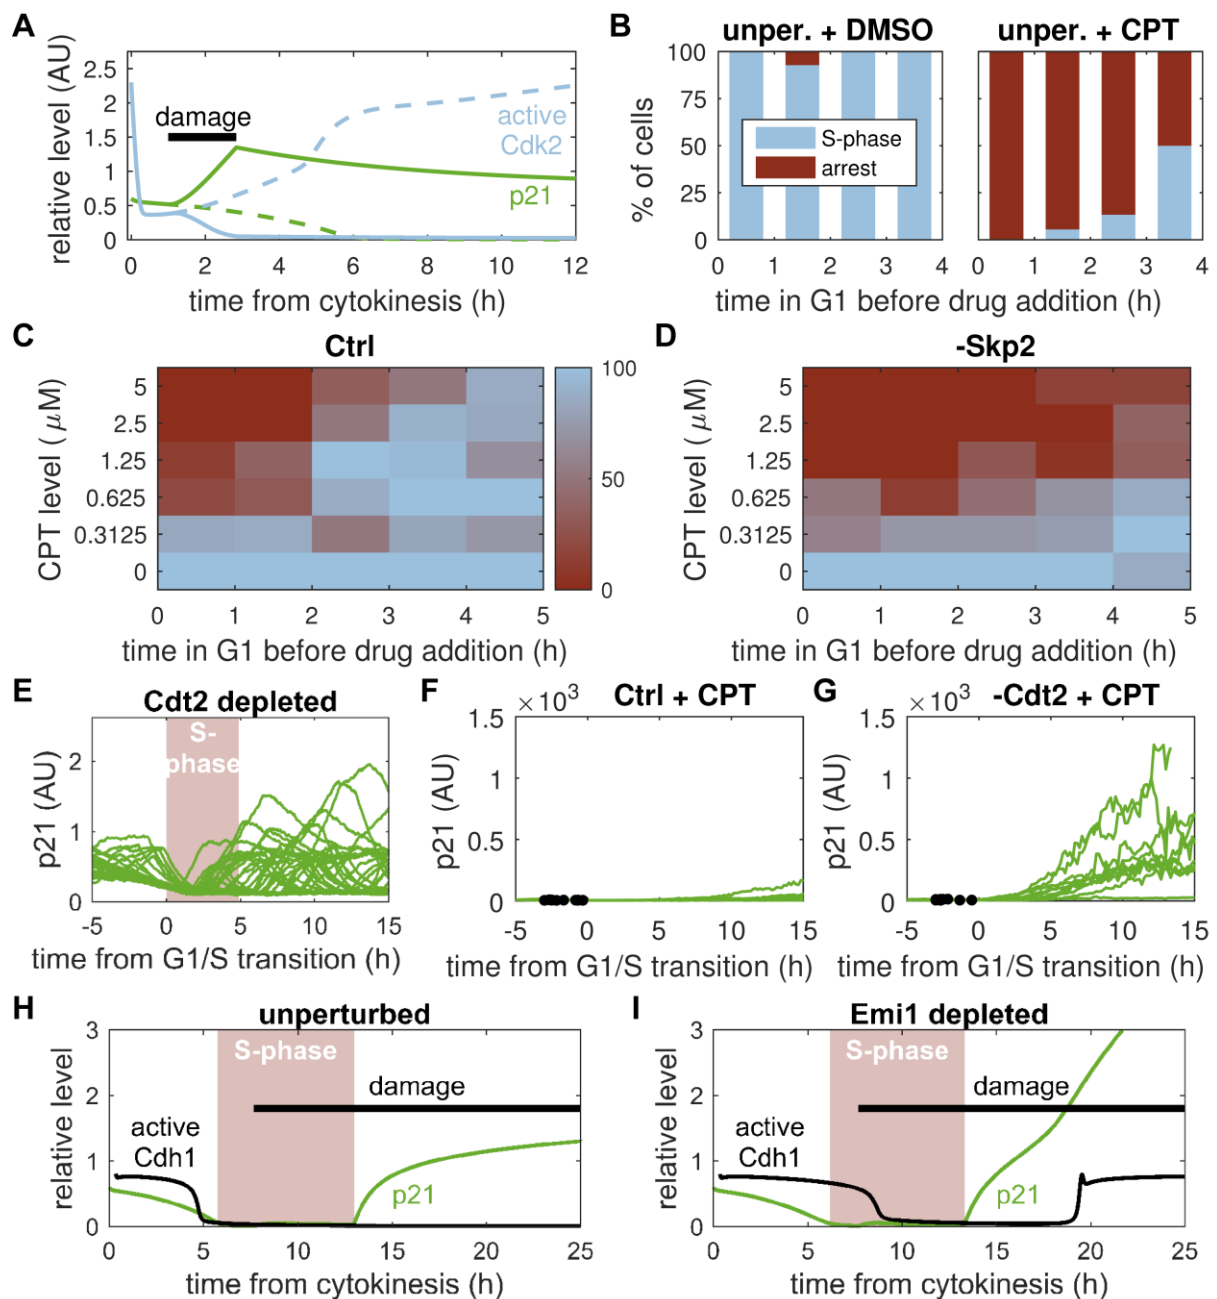 A
relative level (AU)
2.5
2
1.5
1
0.5
0
damage
active
Cdk2
p21
0 2 4 6 8 10 12
time from cytokinesis (h)
B
unper. + DMSO
unper. + CPT
% of cells
100
75
50
25
0
S-phase
arrest
0 1 2 3 4
0 1 2 3 4
time in G1 before drug addition (h)
C
Ctrl
CPT level ( μM)
5
2.5
1.25
0.625
0.3125
0
0 1 2 3 4 5
time in G1 before drug addition (h)
100
50
0
D
-Skp2
CPT level ( μM)
5
2.5
1.25
0.625
0.3125
0
0 1 2 3 4 5
time in G1 before drug addition (h)
E
Cdt2 depleted
S-
phase
p21 (AU)
2
1
0
-5 0 5 10 15
time from G1/S transition (h)
F
Ctrl + CPT
× 10³
p21 (AU)
1.5
1
0.5
0
-5 0 5 10 15
time from G1/S transition (h)
G
-Cdt2 + CPT
× 10³
p21 (AU)
1.5
1
0.5
0
-5 0 5 10 15
time from G1/S transition (h)
H
unperturbed
S-phase
damage
active
Cdh1
p21
relative level
3
2
1
0
0 5 10 15 20 25
time from cytokinesis (h)
I
Emi1 depleted
S-phase
damage
active
Cdh1
p21
relative level
3
2
1
0
0 5 10 15 20 25
time from cytokinesis (h)